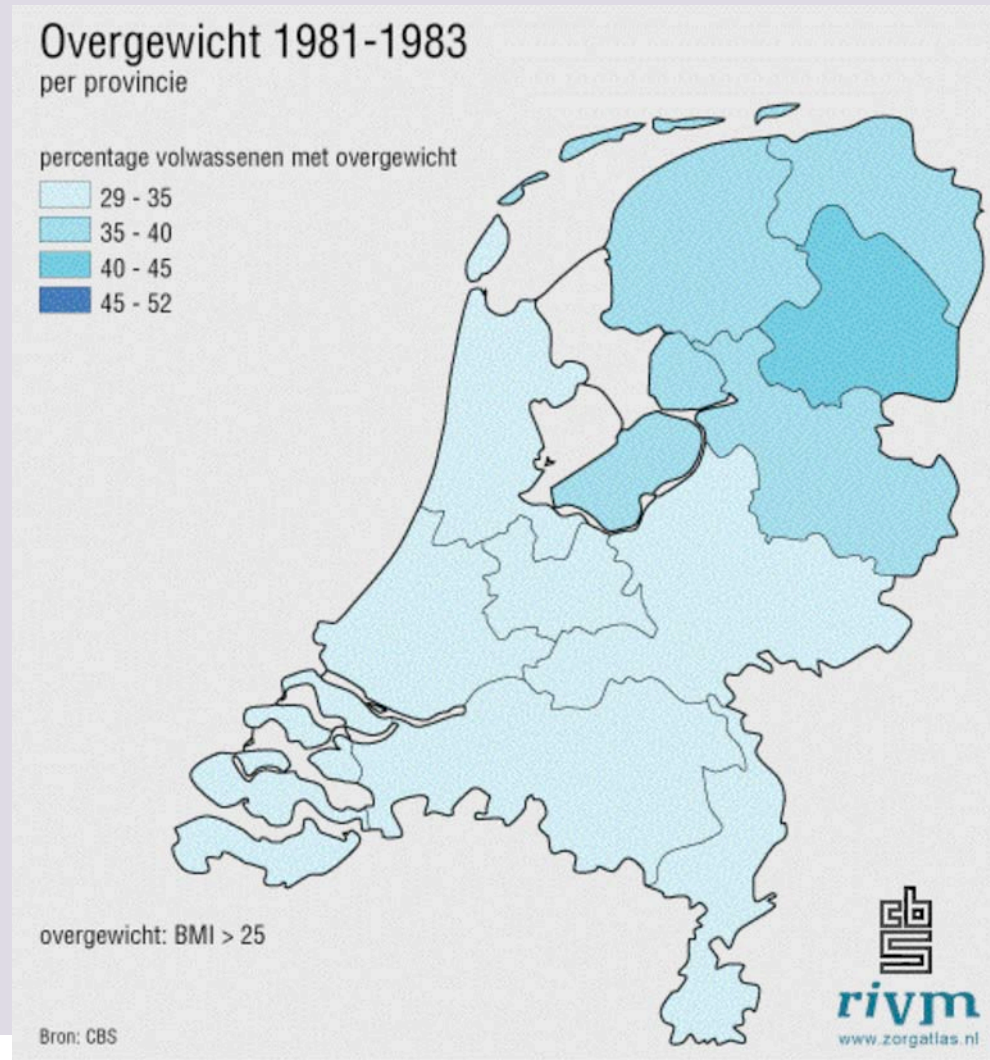 Overgewicht 1981-1983
per provincie
percentage volwassenen met overgewicht
29 - 35
35 - 40
40 - 45
45 - 52
overgewicht: BMI > 25
Bron: CBS
cbs
rivm
www.zorgatlas.nl